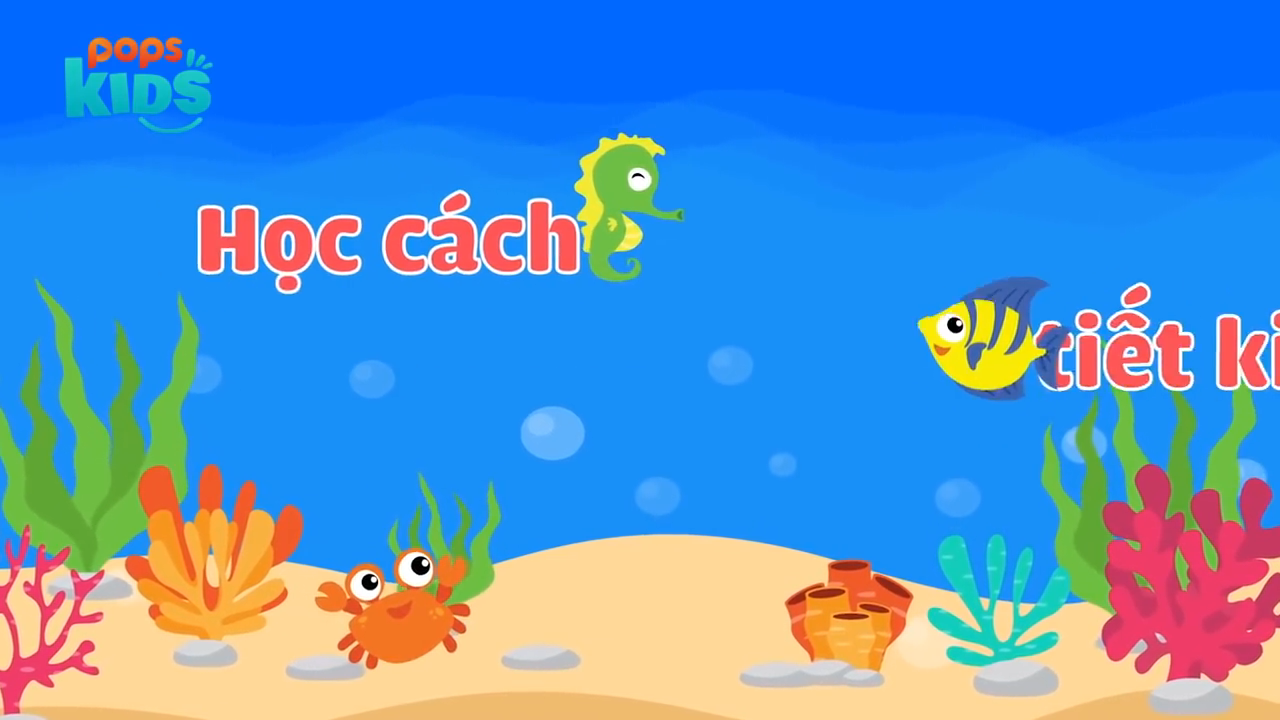 POPS
KIDS
Học cách
tiết ki